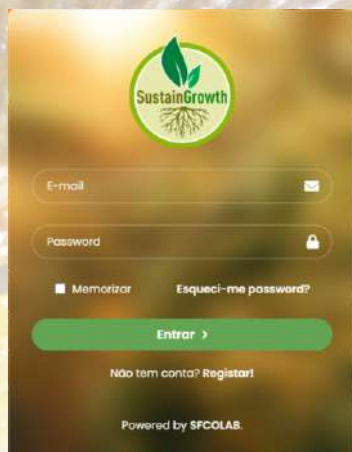 SustainGrowth
E-mail
Password
Memorizar Esqueci-me password?
Entrar >
Não tem conta? Registar!
Powered by SFCOLAB.